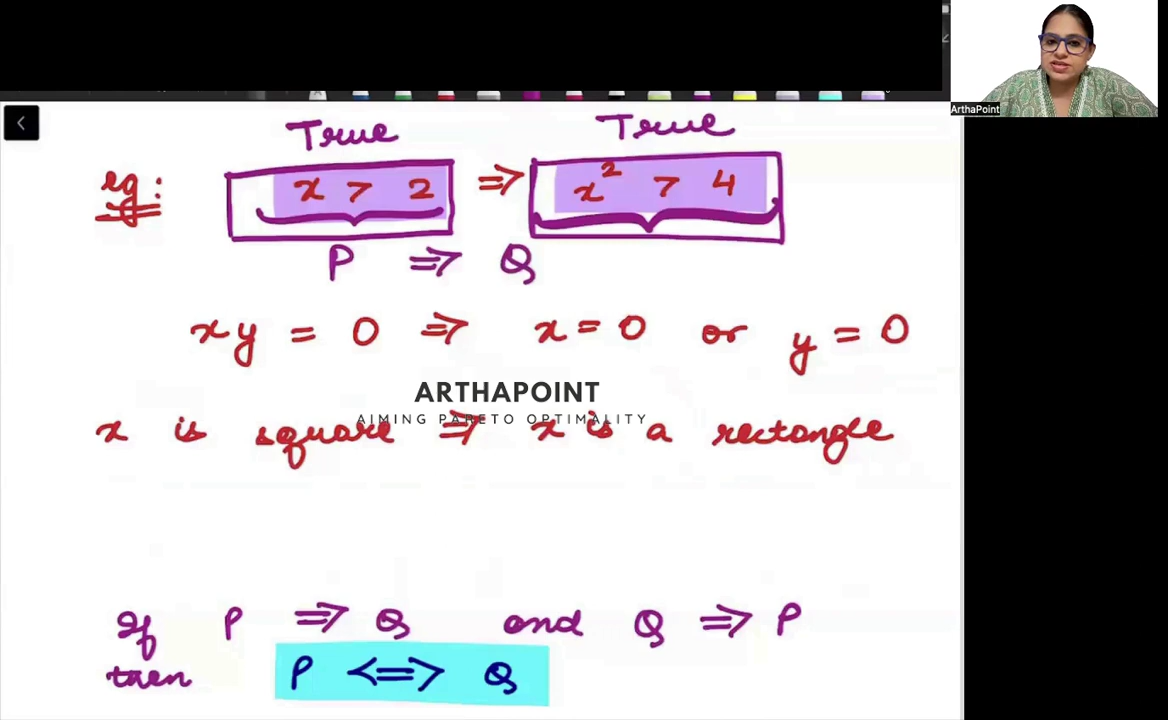 ArthaPoint
True True
eg: x > 2 ⇒ x² > 4
P ⇒ Q
xy = 0 ⇒ x = 0 or y = 0
ARTHAPOINT
AIMING PARETO OPTIMALITY
x is square ⇒ x is a rectangle
If P ⇒ Q and Q ⇒ P
then P <=> Q